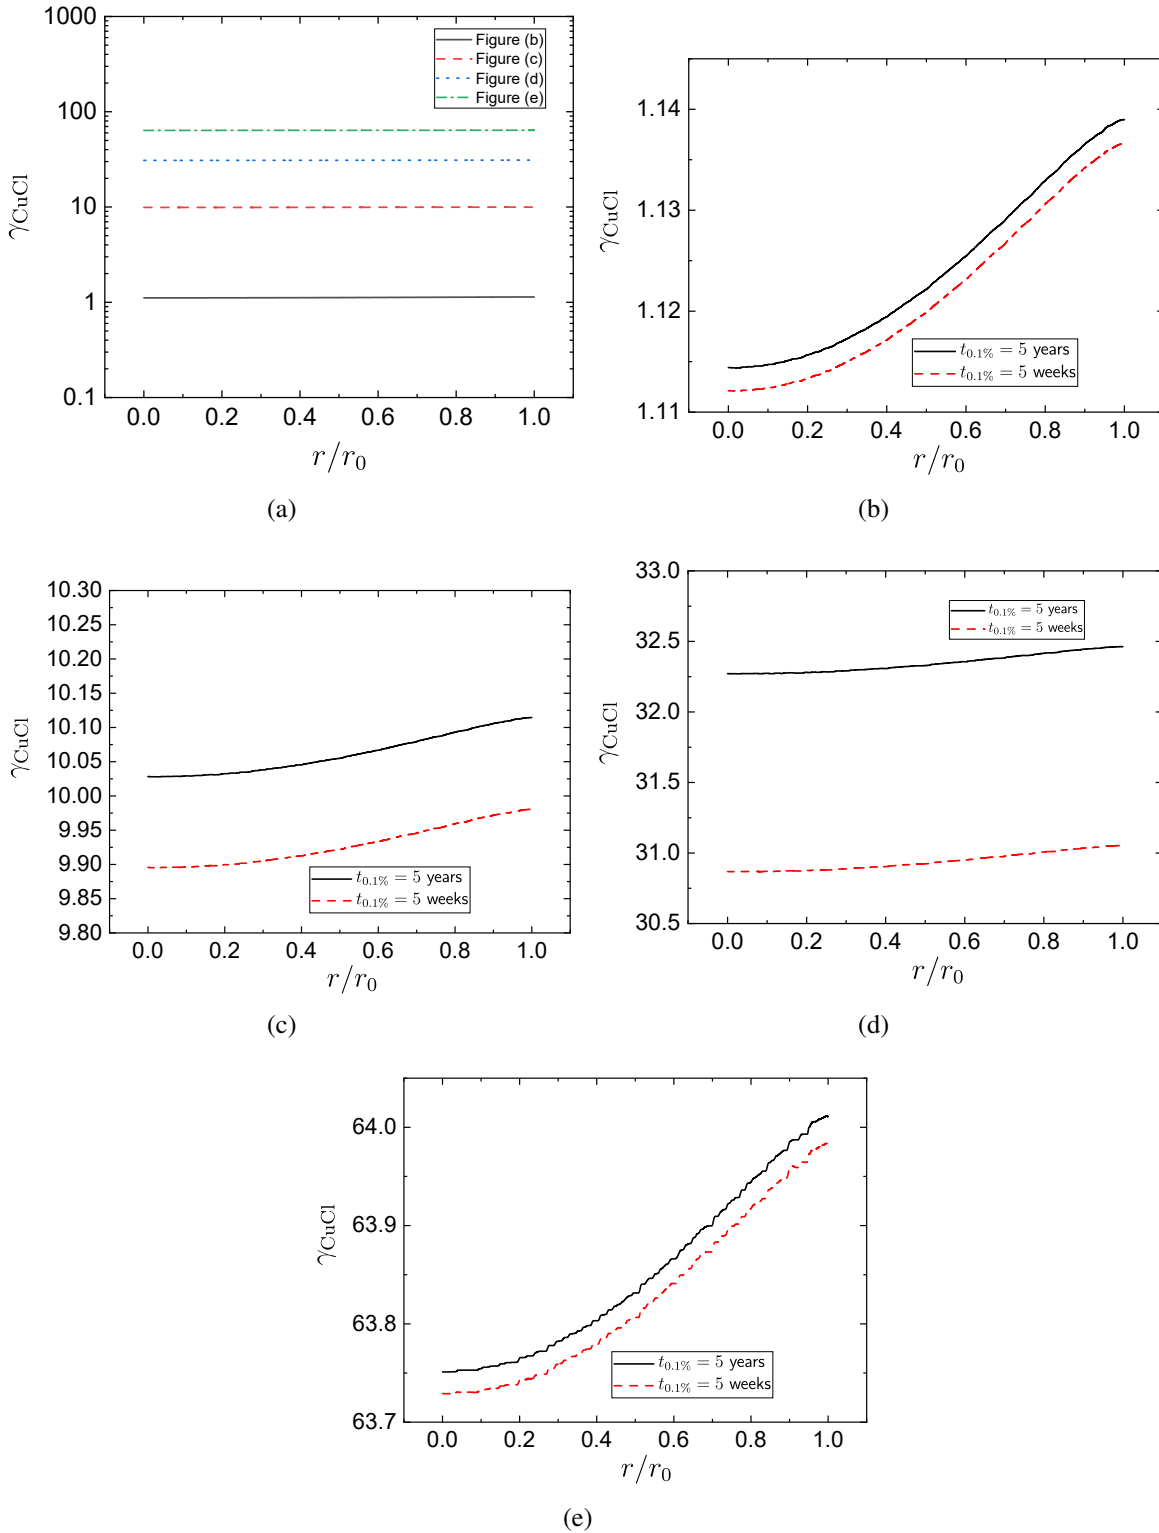 1000
100
10
1
0.1
γCuCl
Figure (b)
Figure (c)
Figure (d)
Figure (e)
0.0 0.2 0.4 0.6 0.8 1.0
r/r0
(a)
1.14
1.13
1.12
1.11
γCuCl
t0.1% = 5 years
t0.1% = 5 weeks
0.0 0.2 0.4 0.6 0.8 1.0
r/r0
(b)
10.30
10.25
10.20
10.15
10.10
10.05
10.00
9.95
9.90
9.85
9.80
γCuCl
t0.1% = 5 years
t0.1% = 5 weeks
0.0 0.2 0.4 0.6 0.8 1.0
r/r0
(c)
33.0
32.5
32.0
31.5
31.0
30.5
γCuCl
t0.1% = 5 years
t0.1% = 5 weeks
0.0 0.2 0.4 0.6 0.8 1.0
r/r0
(d)
64.0
63.9
63.8
63.7
γCuCl
t0.1% = 5 years
t0.1% = 5 weeks
0.0 0.2 0.4 0.6 0.8 1.0
r/r0
(e)